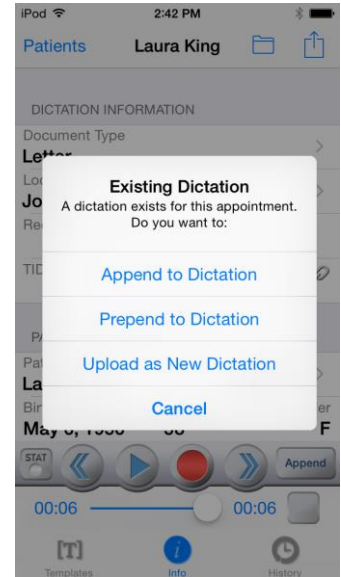 iPod 2:42 PM
Patients Laura King
DICTATION INFORMATION
Document Type
Letter
Existing Dictation
A dictation exists for this appointment.
Do you want to:
TID
Append to Dictation
Prepend to Dictation
Upload as New Dictation
Cancel
F
STAT Append
00:06 00:06
[T] i
Templates Info History